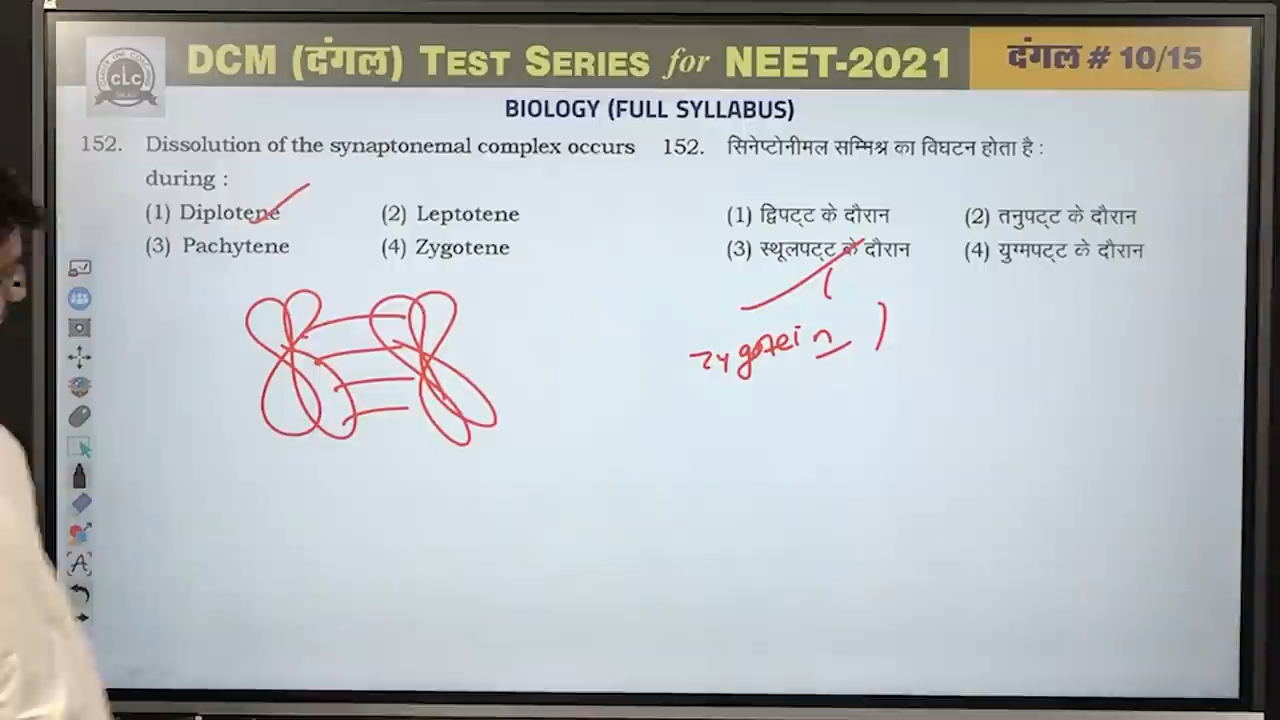 CLC
DCM (दंगल) TEST SERIES for NEET-2021
दंगल # 10/15
BIOLOGY (FULL SYLLABUS)
152. Dissolution of the synaptonemal complex occurs during :
(1) Diplotene (2) Leptotene
(3) Pachytene (4) Zygotene
152. सिनेप्टोनीमल सम्मिश्र का विघटन होता है :
(1) द्विपट्ट के दौरान (2) तनुपट्ट के दौरान
(3) स्थूलपट्ट के दौरान (4) युग्मपट्ट के दौरान
zygotein
A